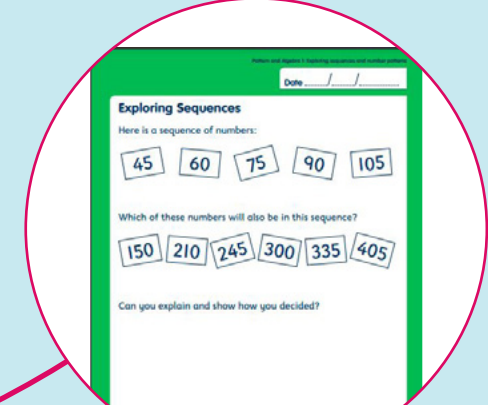 Pattern and Algebra 1: Exploring sequences and number patterns
Date ___/___/___
Exploring Sequences
Here is a sequence of numbers:
45 60 75 90 105
Which of these numbers will also be in this sequence?
150 210 245 300 335 405
Can you explain and show how you decided?